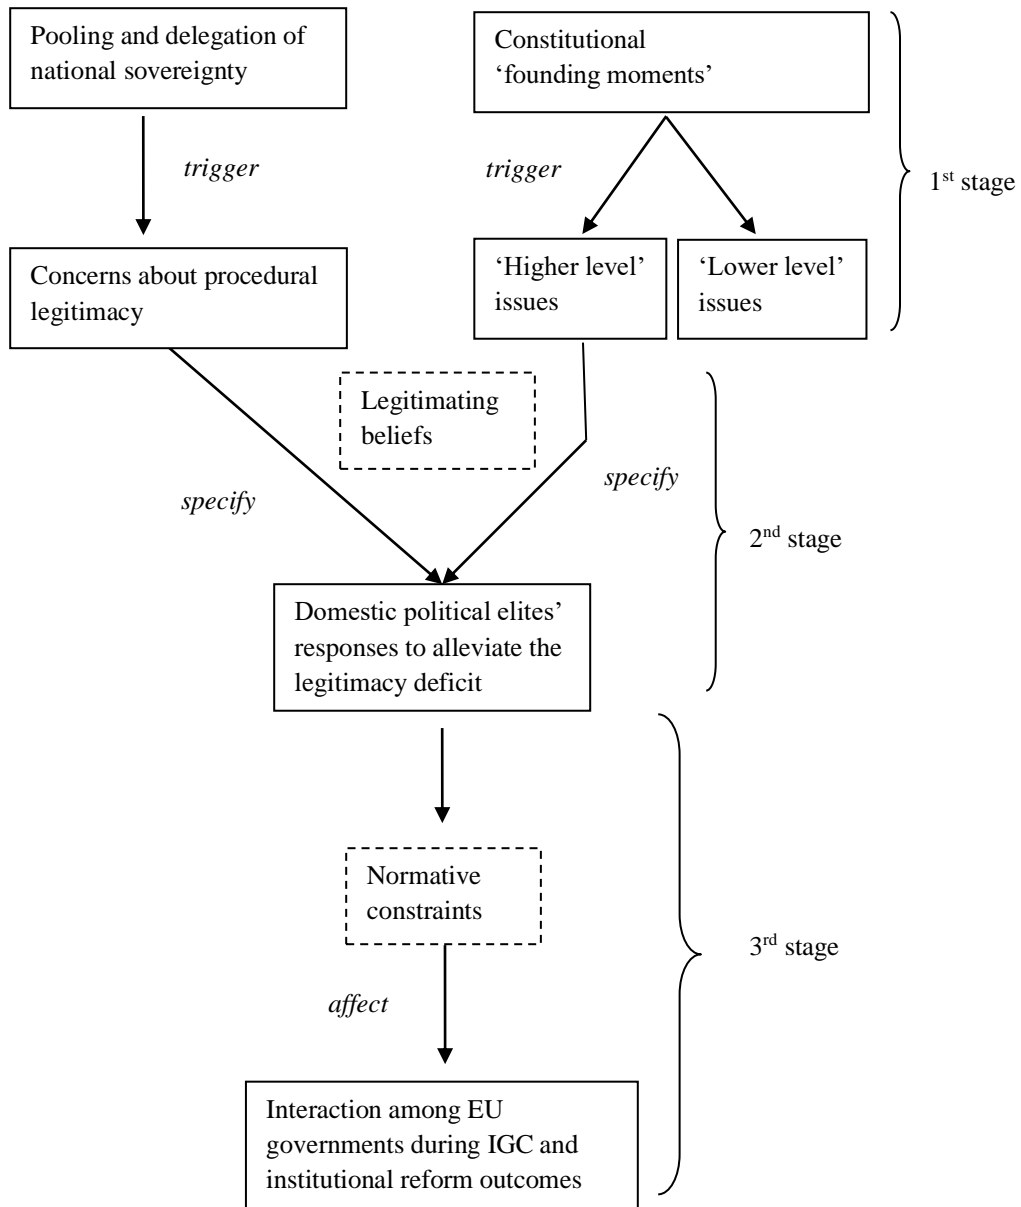 Pooling and delegation of
national sovereignty
Constitutional
‘founding moments’
trigger
trigger
1st stage
Concerns about procedural
legitimacy
‘Higher level’
issues
‘Lower level’
issues
Legitimating
beliefs
specify
specify
2nd stage
Domestic political elites’
responses to alleviate the
legitimacy deficit
Normative
constraints
3rd stage
affect
Interaction among EU
governments during IGC and
institutional reform outcomes